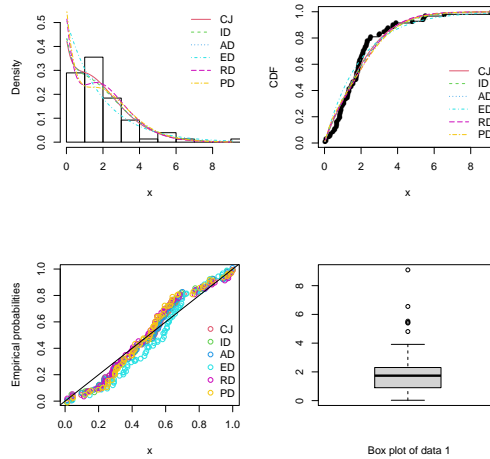 Density
0.0 0.1 0.2 0.3 0.4 0.5
0 2 4 6 8
x
CJ
ID
AD
ED
RD
PD
CDF
0.0 0.2 0.4 0.6 0.8 1.0
0 2 4 6 8
x
CJ
ID
AD
ED
RD
PD
Empirical probabilities
0.0 0.2 0.4 0.6 0.8 1.0
0.0 0.2 0.4 0.6 0.8 1.0
x
CJ
ID
AD
ED
RD
PD
0 2 4 6 8
Box plot of data 1